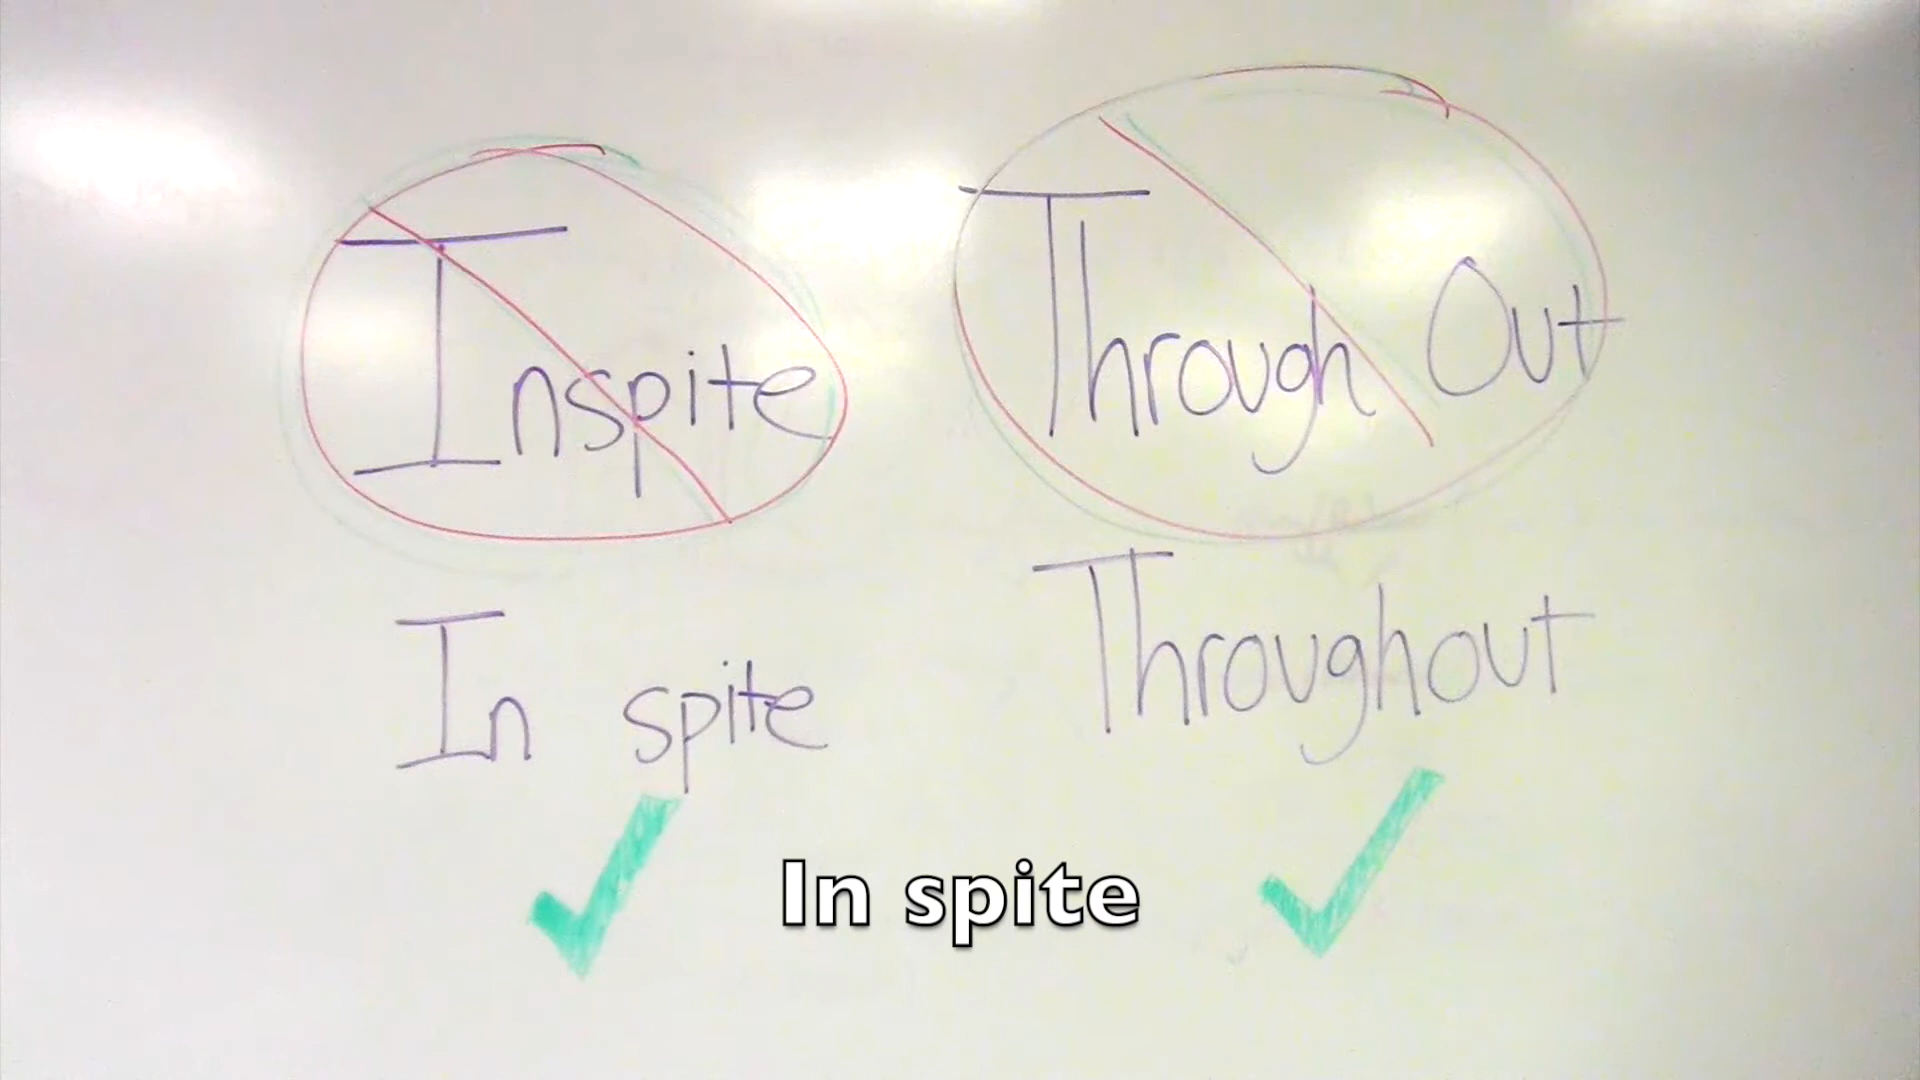 Inspite
Through Out
In spite
Throughout
In spite